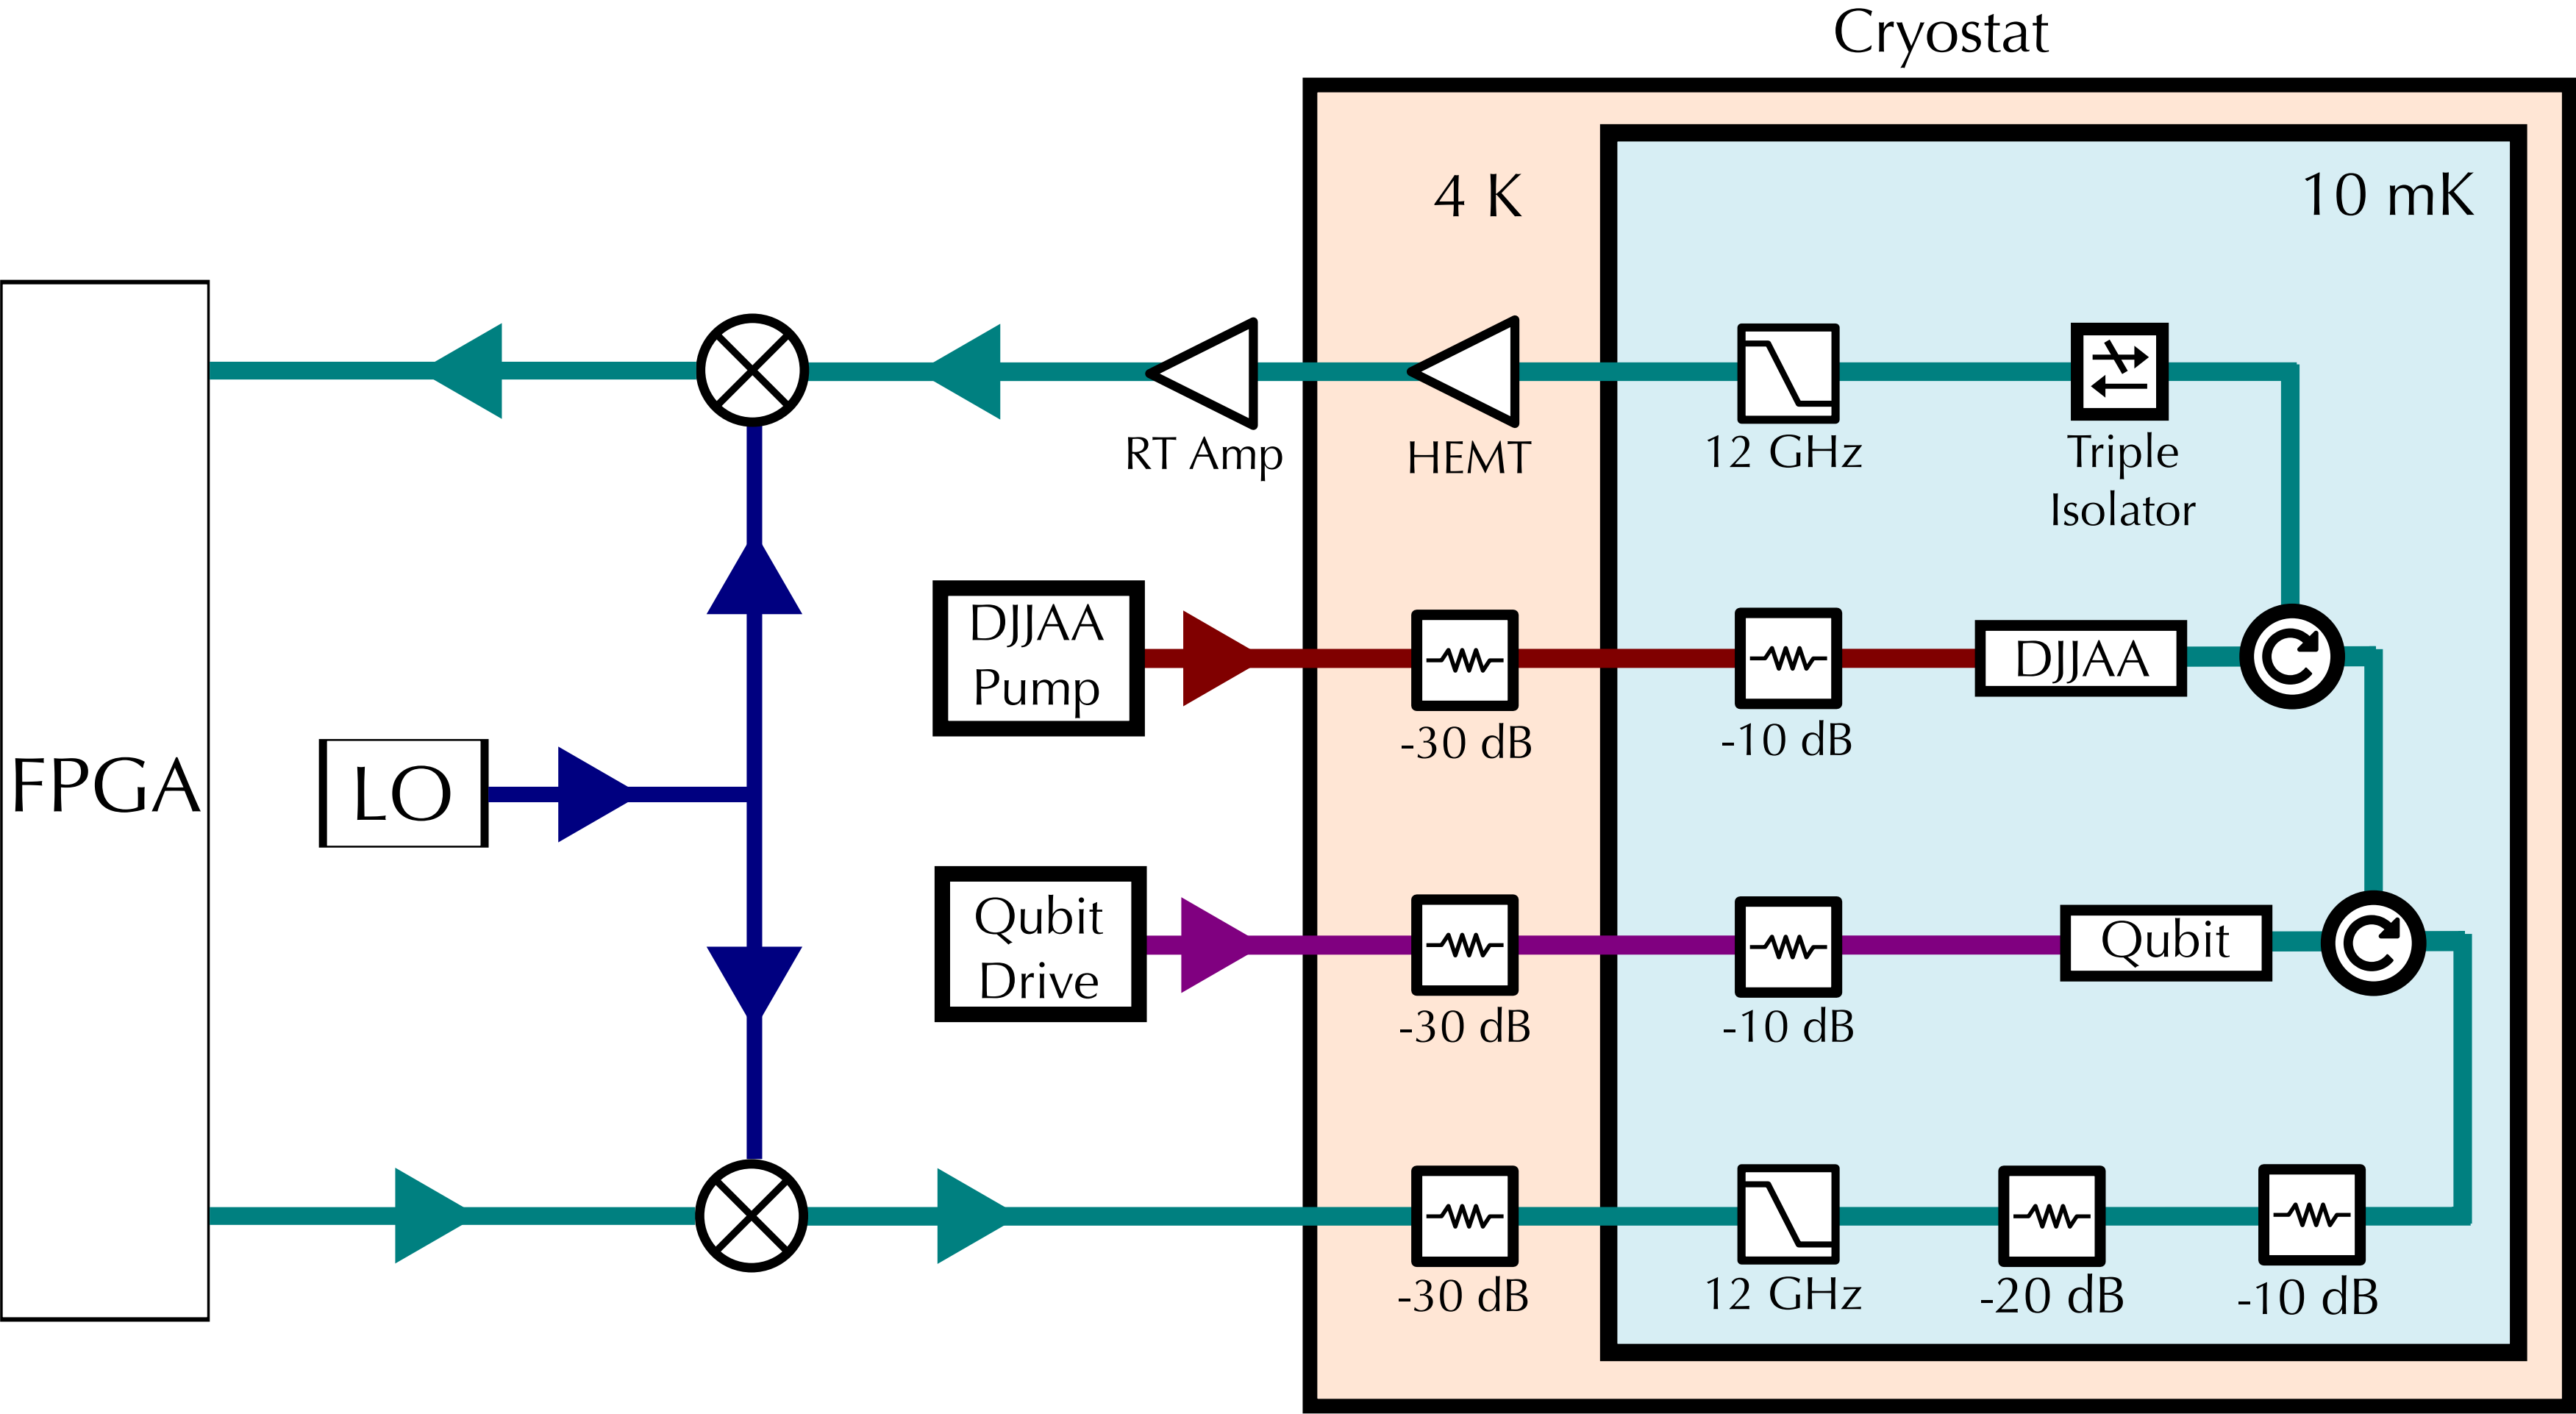 Cryostat
4 K
10 mK
RT Amp
HEMT
12 GHz
Triple
Isolator
DJJAA
Pump
DJJAA
-30 dB
-10 dB
FPGA
LO
Qubit
Drive
Qubit
-30 dB
-10 dB
-30 dB
12 GHz
-20 dB
-10 dB